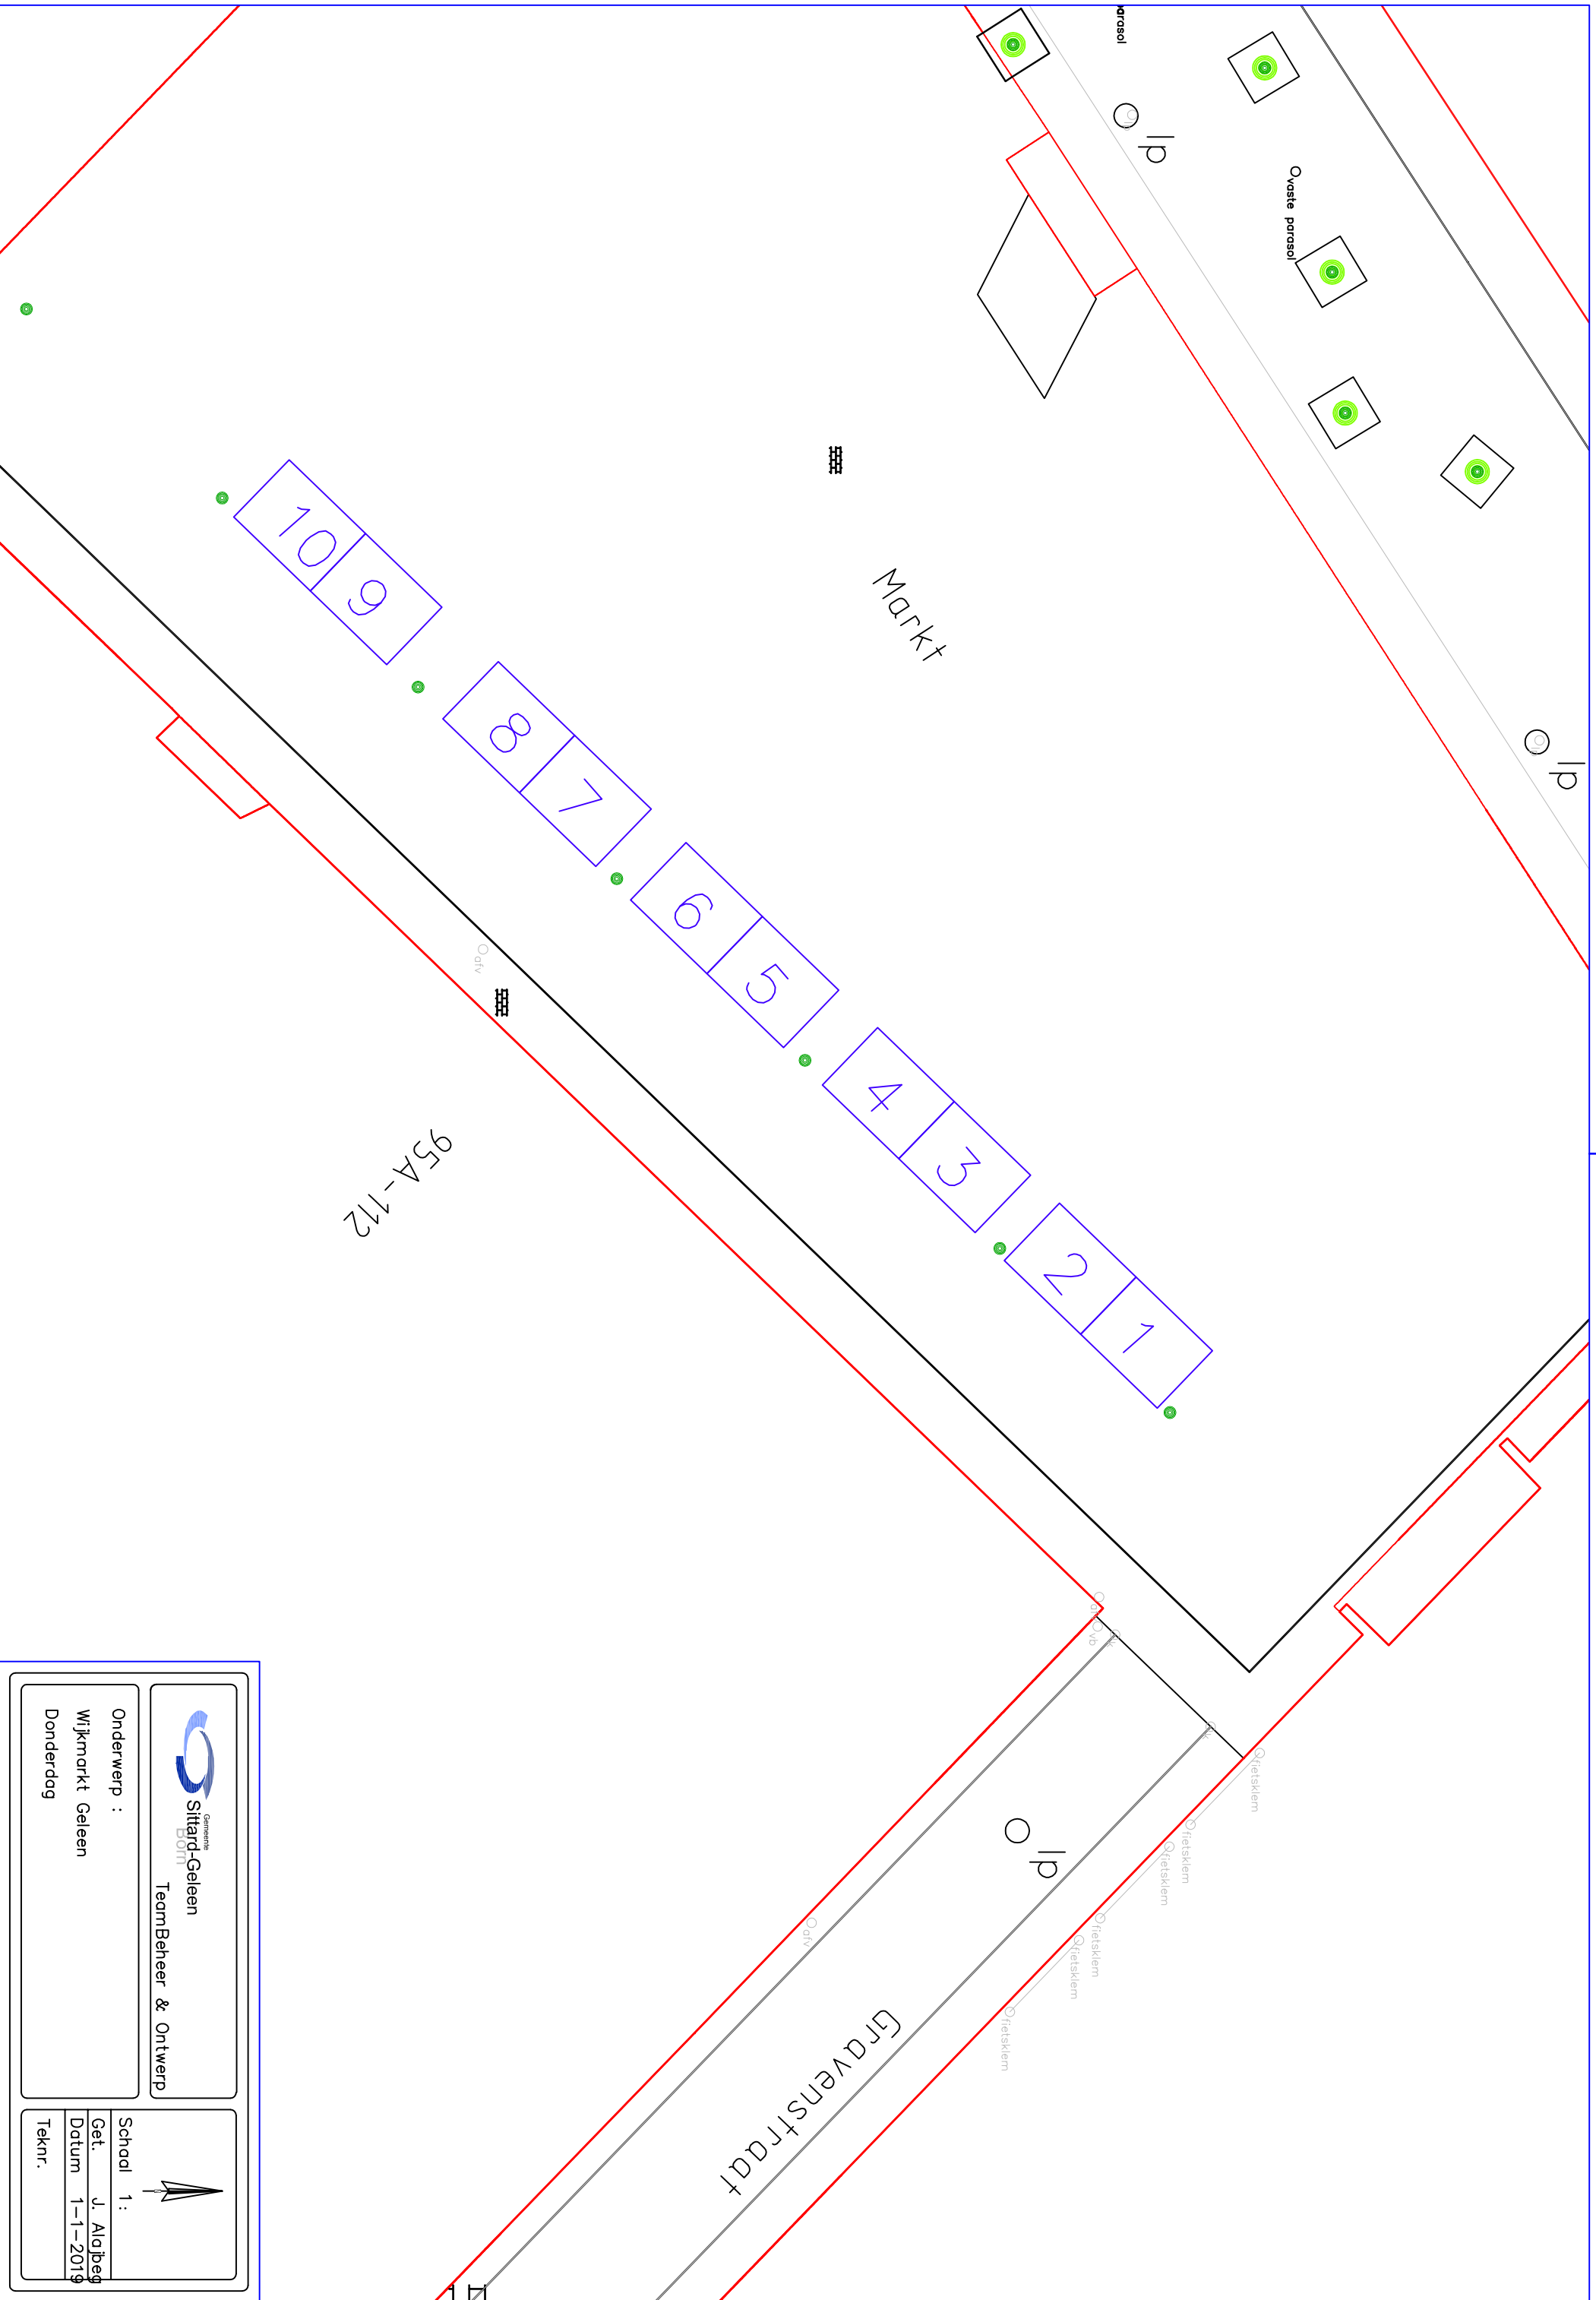 parasol
lp
vaste parasol
lp
Markt
10
9
8
7
6
5
4
3
2
1
afv
95A-112
vb
fietsklem
fietsklem
fietsklem
fietsklem
fietsklem
fietsklem
lp
afv
Gravenstraat
Gemeente
Sittard-Geleen
Born
TeamBeheer & Ontwerp
Onderwerp :
Wijkmarkt Geleen
Donderdag
Schaal 1:
Get. J. Alajbeg
Datum 1-1-2019
Teknr.